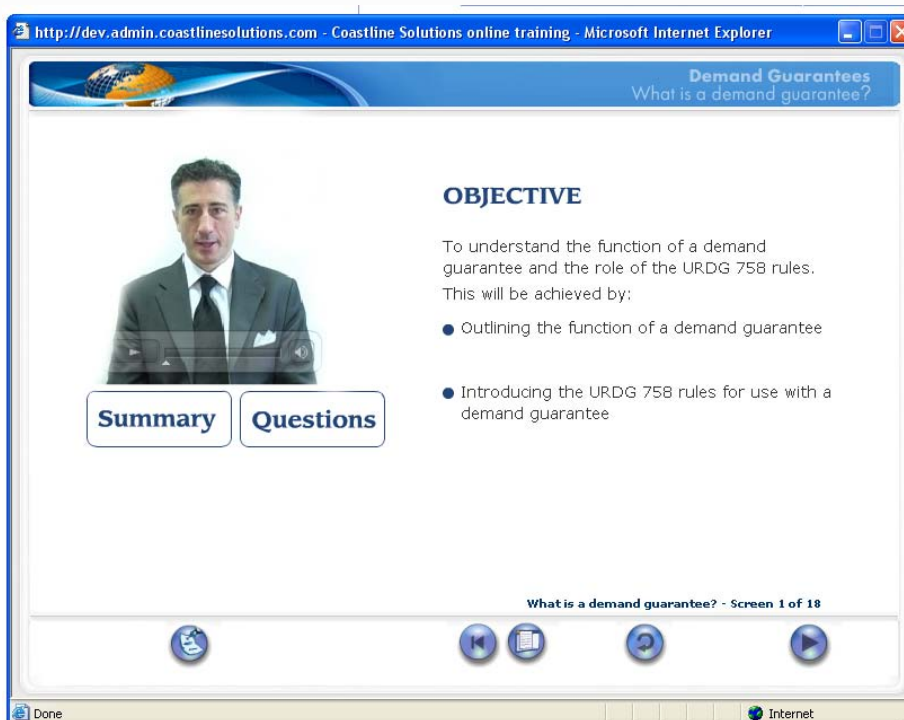 http://dev.admin.coastlinesolutions.com - Coastline Solutions online training - Microsoft Internet Explorer
Demand Guarantees
What is a demand guarantee?
OBJECTIVE
To understand the function of a demand
guarantee and the role of the URDG 758 rules.
This will be achieved by:
Outlining the function of a demand guarantee
Introducing the URDG 758 rules for use with a
demand guarantee
Summary
Questions
What is a demand guarantee? - Screen 1 of 18
Done
Internet